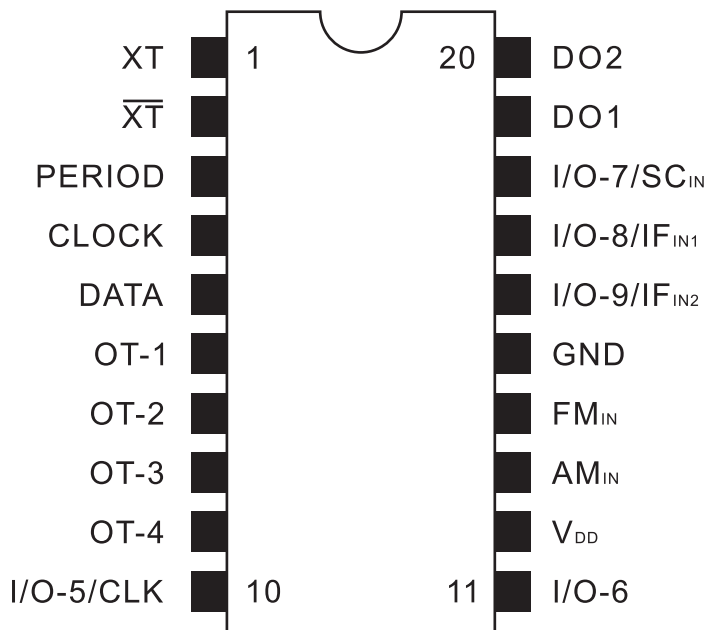 XT 1 20 DO2
X̅T̅ DO1
PERIOD I/O-7/SCIN
CLOCK I/O-8/IFIN1
DATA I/O-9/IFIN2
OT-1 GND
OT-2 FMIN
OT-3 AMIN
OT-4 VDD
I/O-5/CLK 10 11 I/O-6